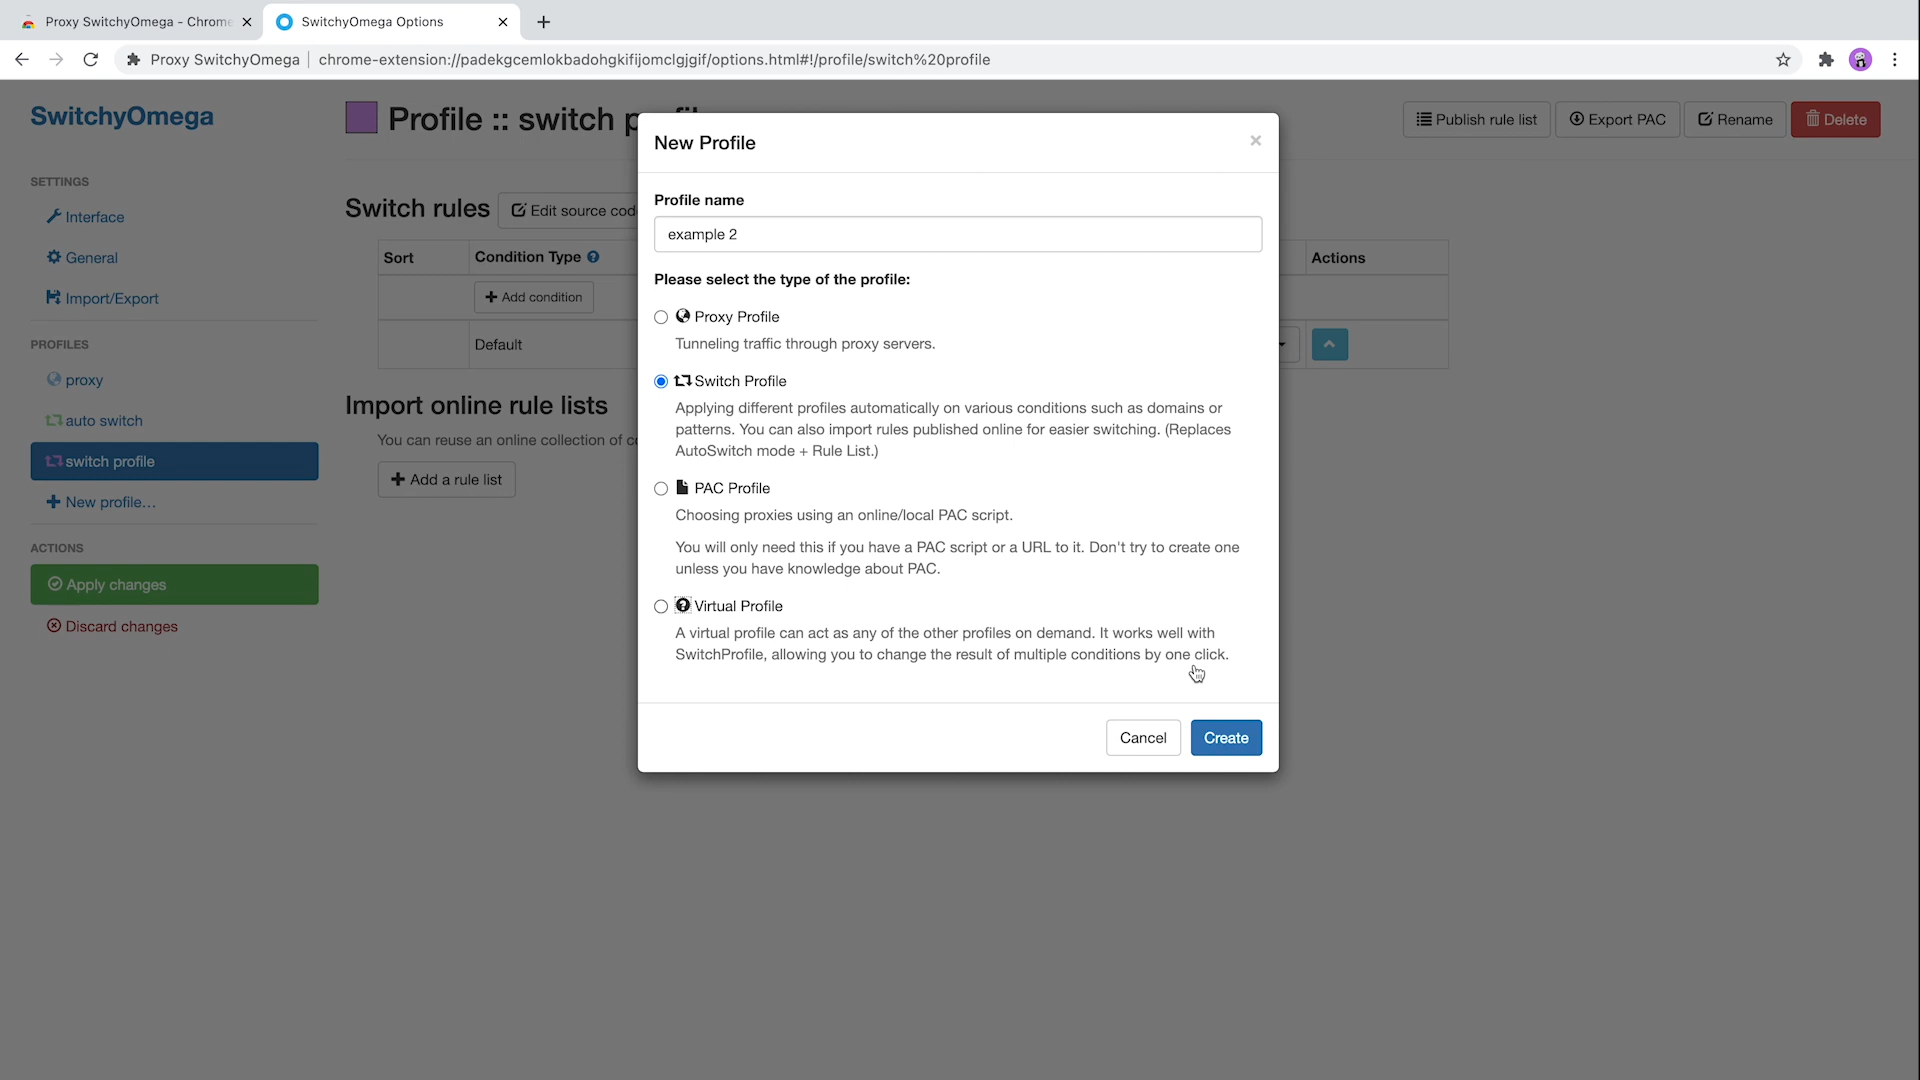 Proxy SwitchyOmega - Chrome
SwitchyOmega Options
Proxy SwitchyOmega
chrome-extension://padekgcemlokbadohgkifijomclgjgif/options.html#!/profile/switch%20profile
SwitchyOmega
Profile :: switch
Publish rule list
Export PAC
Rename
Delete
New Profile
SETTINGS
Interface
General
Import/Export
PROFILES
proxy
auto switch
switch profile
New profile...
ACTIONS
Apply changes
Discard changes
Switch rules
Edit source cod
Sort
Condition Type
Actions
Add condition
Default
Import online rule lists
You can reuse an online collection of
Add a rule list
Profile name
example 2
Please select the type of the profile:
Proxy Profile
Tunneling traffic through proxy servers.
Switch Profile
Applying different profiles automatically on various conditions such as domains or
patterns. You can also import rules published online for easier switching. (Replaces
AutoSwitch mode + Rule List.)
PAC Profile
Choosing proxies using an online/local PAC script.
You will only need this if you have a PAC script or a URL to it. Don't try to create one
unless you have knowledge about PAC.
Virtual Profile
A virtual profile can act as any of the other profiles on demand. It works well with
SwitchProfile, allowing you to change the result of multiple conditions by one click.
Cancel
Create